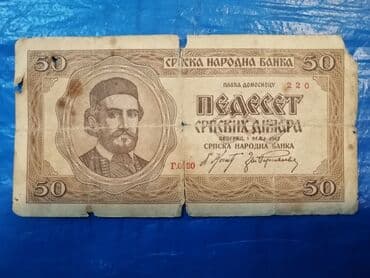 50 СРПСКА НАРОДНА БАНКА 50
ПЛАЋА ДОНОСИОЦУ
220
ПЕДЕСЕТ
СРПСКИХ ДИНАРА
БЕОГРАД, 1 МАЈ 1942
СРПСКА НАРОДНА БАНКА
50 50